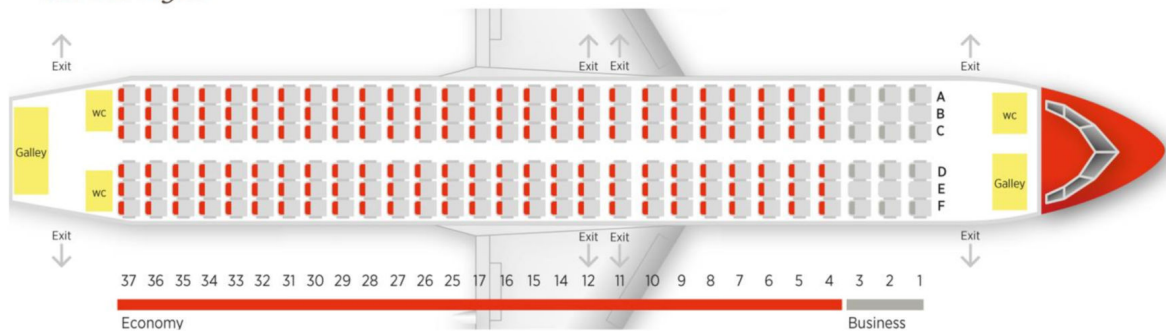 Exit Exit Exit Exit
A
WC B WC
C
Galley
D
WC E Galley
F
Exit Exit Exit Exit
37 36 35 34 33 32 31 30 29 28 27 26 25 17 16 15 14 12 11 10 9 8 7 6 5 4 3 2 1
Economy Business